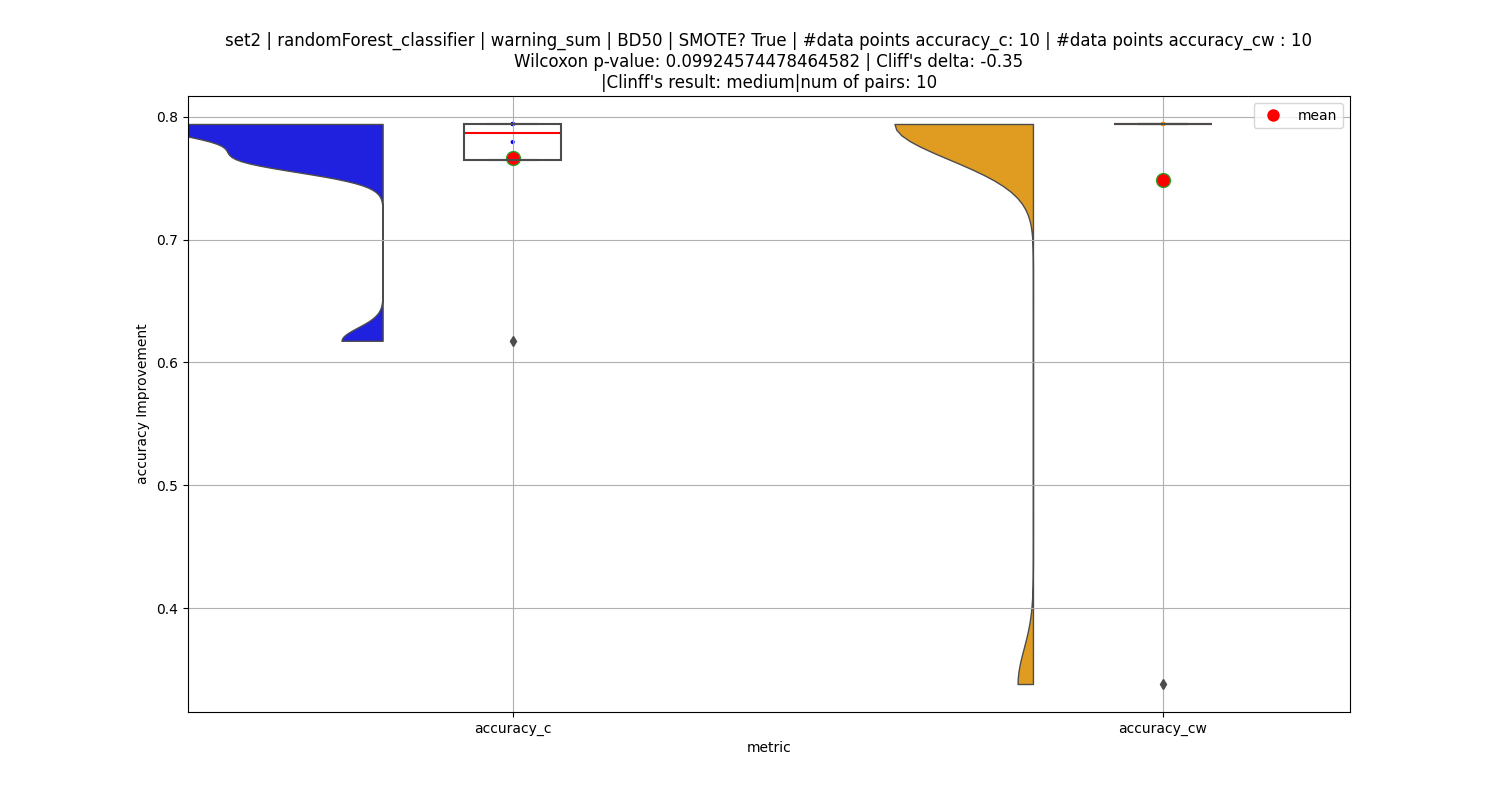 set2 | randomForest_classifier | warning_sum | BD50 | SMOTE? True | #data points accuracy_c: 10 | #data points accuracy_cw : 10
Wilcoxon p-value: 0.09924574478464582 | Cliff's delta: -0.35
|Clinff's result: medium|num of pairs: 10
mean
0.8
0.7
0.6
0.5
0.4
accuracy Improvement
accuracy_c
accuracy_cw
metric